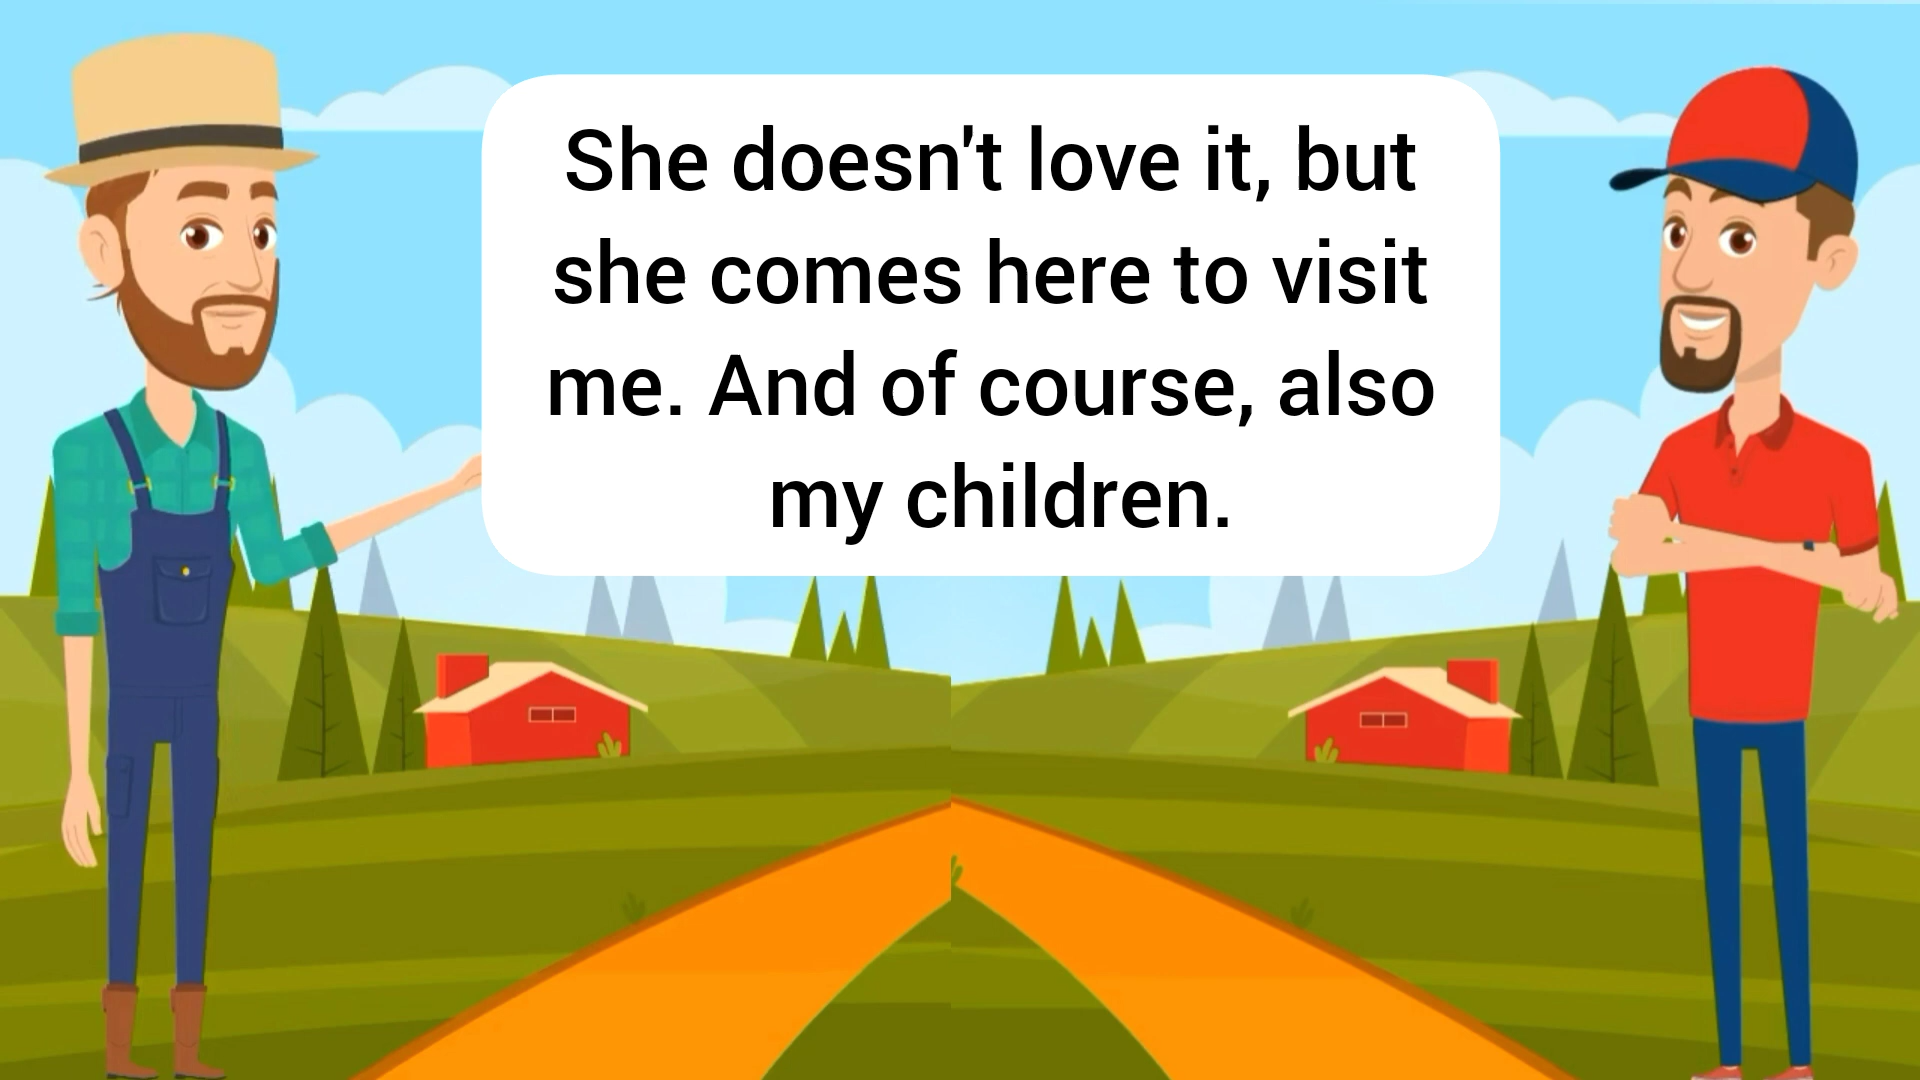 She doesn't love it, but
she comes here to visit
me. And of course, also
my children.